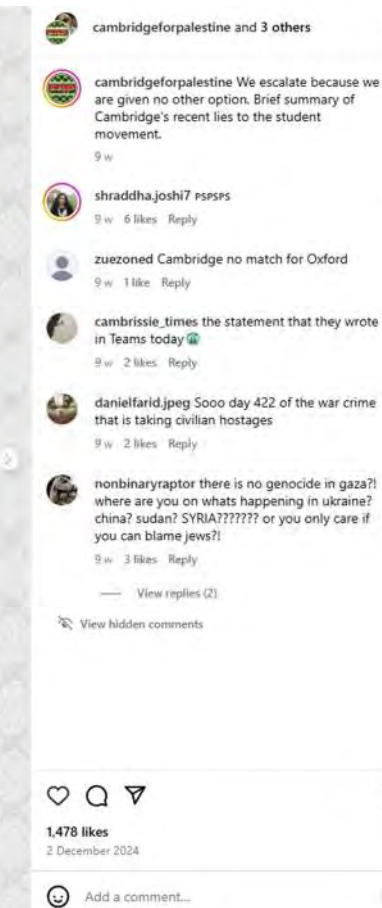 cambridgeforpalestine and 3 others
cambridgeforpalestine We escalate because we
are given no other option. Brief summary of
Cambridge's recent lies to the student
movement.
9 w
shraddha.joshi7 PSPSPS
9 w 6 likes Reply
zuezoned Cambridge no match for Oxford
9 w 1 like Reply
cambrissie_times the statement that they wrote
in Teams today
9 w 2 likes Reply
danielfarid.jpeg Sooo day 422 of the war crime
that is taking civilian hostages
9 w 2 likes Reply
nonbinaryraptor there is no genocide in gaza?!
where are you on whats happening in ukraine?
china? sudan? SYRIA??????? or you only care if
you can blame jews?!
9 w 3 likes Reply
View replies (2)
View hidden comments
1,478 likes
2 December 2024
Add a comment...